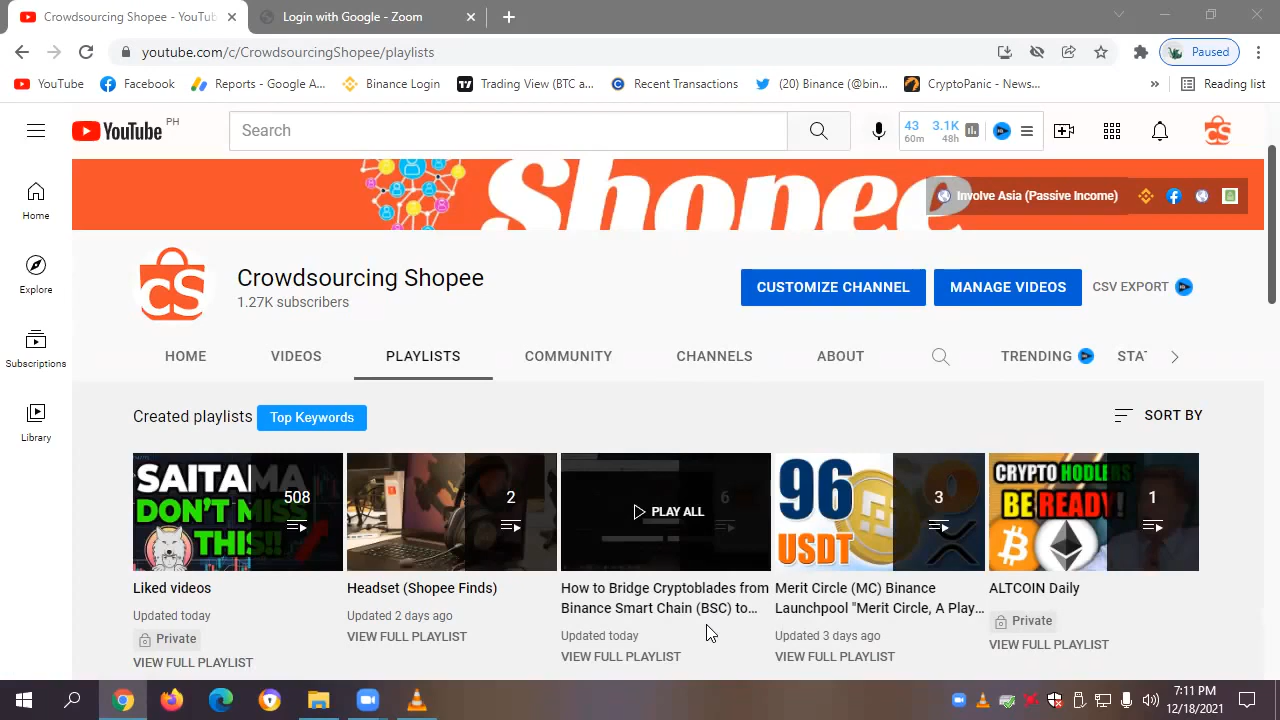 Crowdsourcing Shopee - YouTub
Login with Google - Zoom
youtube.com/c/CrowdsourcingShopee/playlists
Paused
YouTube
Facebook
Reports - Google A...
Binance Login
Trading View (BTC a...
Recent Transactions
(20) Binance (@bin...
CryptoPanic - News...
»
Reading list
YouTube PH
Search
43 3.1K
60m 48h
CS
Shopee
Involve Asia (Passive Income)
Home
Explore
Subscriptions
Library
CS
Crowdsourcing Shopee
1.27K subscribers
CUSTOMIZE CHANNEL
MANAGE VIDEOS
CSV EXPORT
HOME
VIDEOS
PLAYLISTS
COMMUNITY
CHANNELS
ABOUT
TRENDING
STAT
Created playlists
Top Keywords
SORT BY
SAITAMA
DON'T MISS
THIS!!
508
2
PLAY ALL
6
96
USDT
3
CRYPTO HODLERS
BE READY!
1
Liked videos
Updated today
Private
VIEW FULL PLAYLIST
Headset (Shopee Finds)
Updated 2 days ago
VIEW FULL PLAYLIST
How to Bridge Cryptoblades from
Binance Smart Chain (BSC) to...
Updated today
VIEW FULL PLAYLIST
Merit Circle (MC) Binance
Launchpool "Merit Circle, A Play...
Updated 3 days ago
VIEW FULL PLAYLIST
ALTCOIN Daily
Private
VIEW FULL PLAYLIST
7:11 PM
12/18/2021